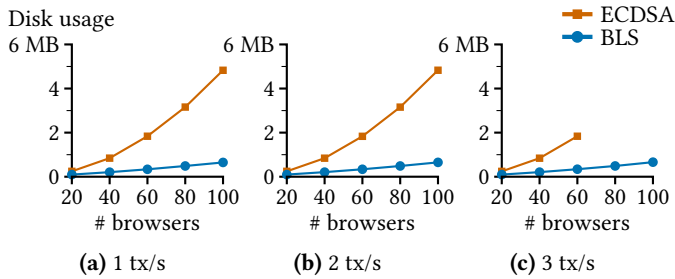 Disk usage
ECDSA
BLS
6 MB
4
2
0
20 40 60 80 100
# browsers
(a) 1 tx/s
6 MB
4
2
0
20 40 60 80 100
# browsers
(b) 2 tx/s
6 MB
4
2
0
20 40 60 80 100
# browsers
(c) 3 tx/s